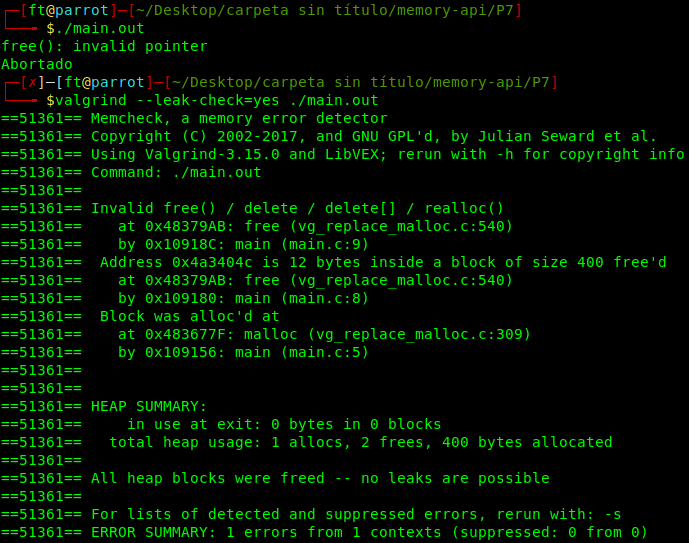 ┌─[ft@parrot]─[~/Desktop/carpeta sin título/memory-api/P7]
└──╼ $./main.out
free(): invalid pointer
Abortado
┌─[✗]─[ft@parrot]─[~/Desktop/carpeta sin título/memory-api/P7]
└──╼ $valgrind --leak-check=yes ./main.out
==51361== Memcheck, a memory error detector
==51361== Copyright (C) 2002-2017, and GNU GPL'd, by Julian Seward et al.
==51361== Using Valgrind-3.15.0 and LibVEX; rerun with -h for copyright info
==51361== Command: ./main.out
==51361==
==51361== Invalid free() / delete / delete[] / realloc()
==51361==    at 0x48379AB: free (vg_replace_malloc.c:540)
==51361==    by 0x10918C: main (main.c:9)
==51361==  Address 0x4a3404c is 12 bytes inside a block of size 400 free'd
==51361==    at 0x48379AB: free (vg_replace_malloc.c:540)
==51361==    by 0x109180: main (main.c:8)
==51361==  Block was alloc'd at
==51361==    at 0x483677F: malloc (vg_replace_malloc.c:309)
==51361==    by 0x109156: main (main.c:5)
==51361==
==51361==
==51361== HEAP SUMMARY:
==51361==     in use at exit: 0 bytes in 0 blocks
==51361==   total heap usage: 1 allocs, 2 frees, 400 bytes allocated
==51361==
==51361== All heap blocks were freed -- no leaks are possible
==51361==
==51361== For lists of detected and suppressed errors, rerun with: -s
==51361== ERROR SUMMARY: 1 errors from 1 contexts (suppressed: 0 from 0)